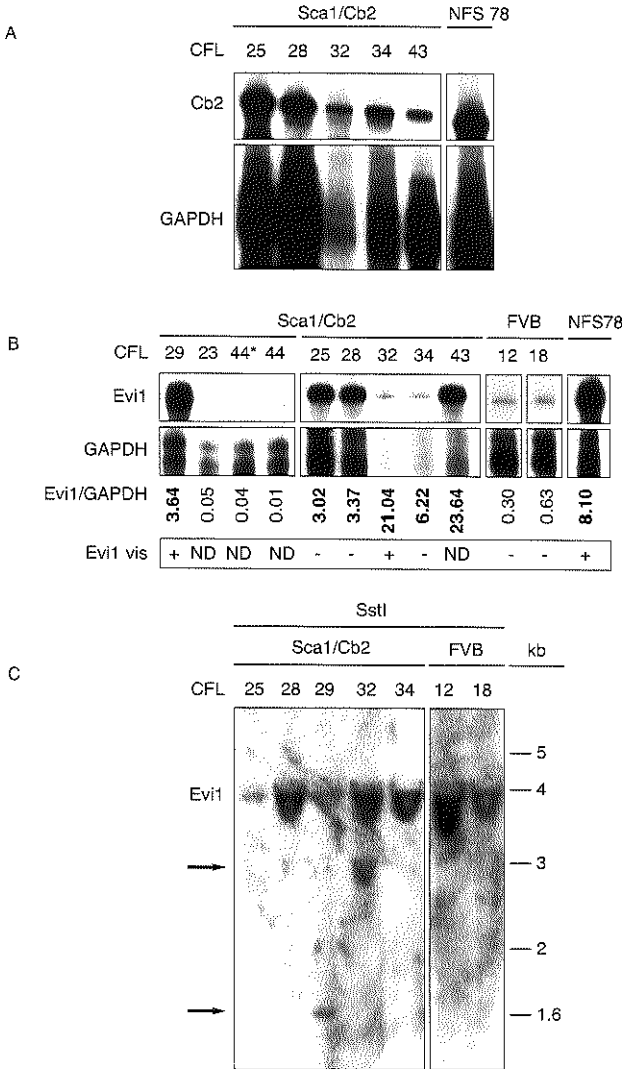 A
Sca1/Cb2 NFS 78
CFL 25 28 32 34 43
Cb2
GAPDH
B
Sca1/Cb2 FVB NFS78
CFL 29 23 44* 44 25 28 32 34 43 12 18
Evi1
GAPDH
Evi1/GAPDH 3.64 0.05 0.04 0.01 3.02 3.37 21.04 6.22 23.64 0.30 0.63 8.10
Evi1 vis + ND ND ND - - + - ND - - +
C
SstI
Sca1/Cb2 FVB kb
CFL 25 28 29 32 34 12 18
5
Evi1 4
3
2
1.6